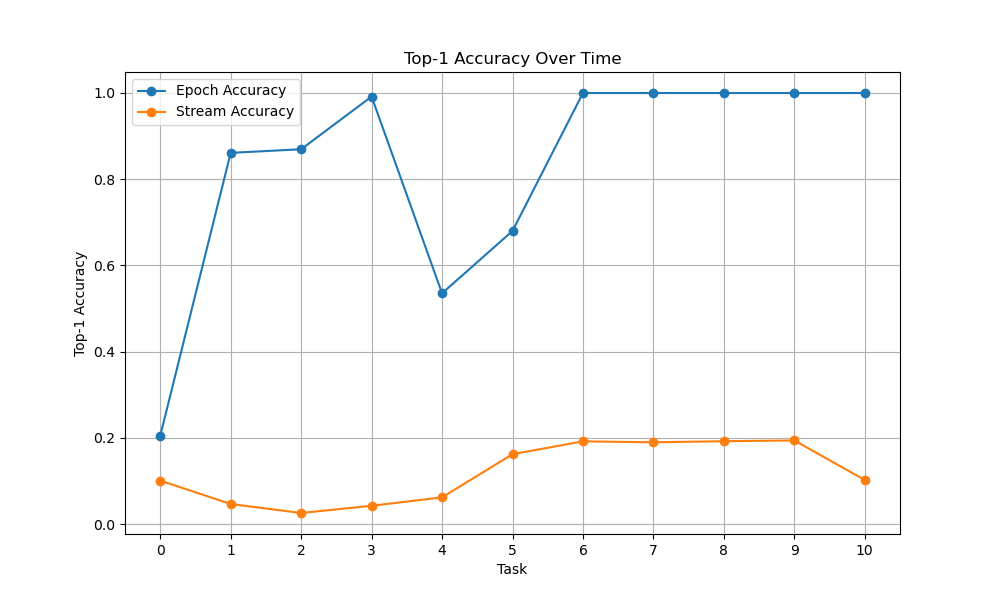 Top-1 Accuracy Over Time
Epoch Accuracy
Stream Accuracy
1.0
0.8
0.6
0.4
0.2
0.0
Top-1 Accuracy
0 1 2 3 4 5 6 7 8 9 10
Task